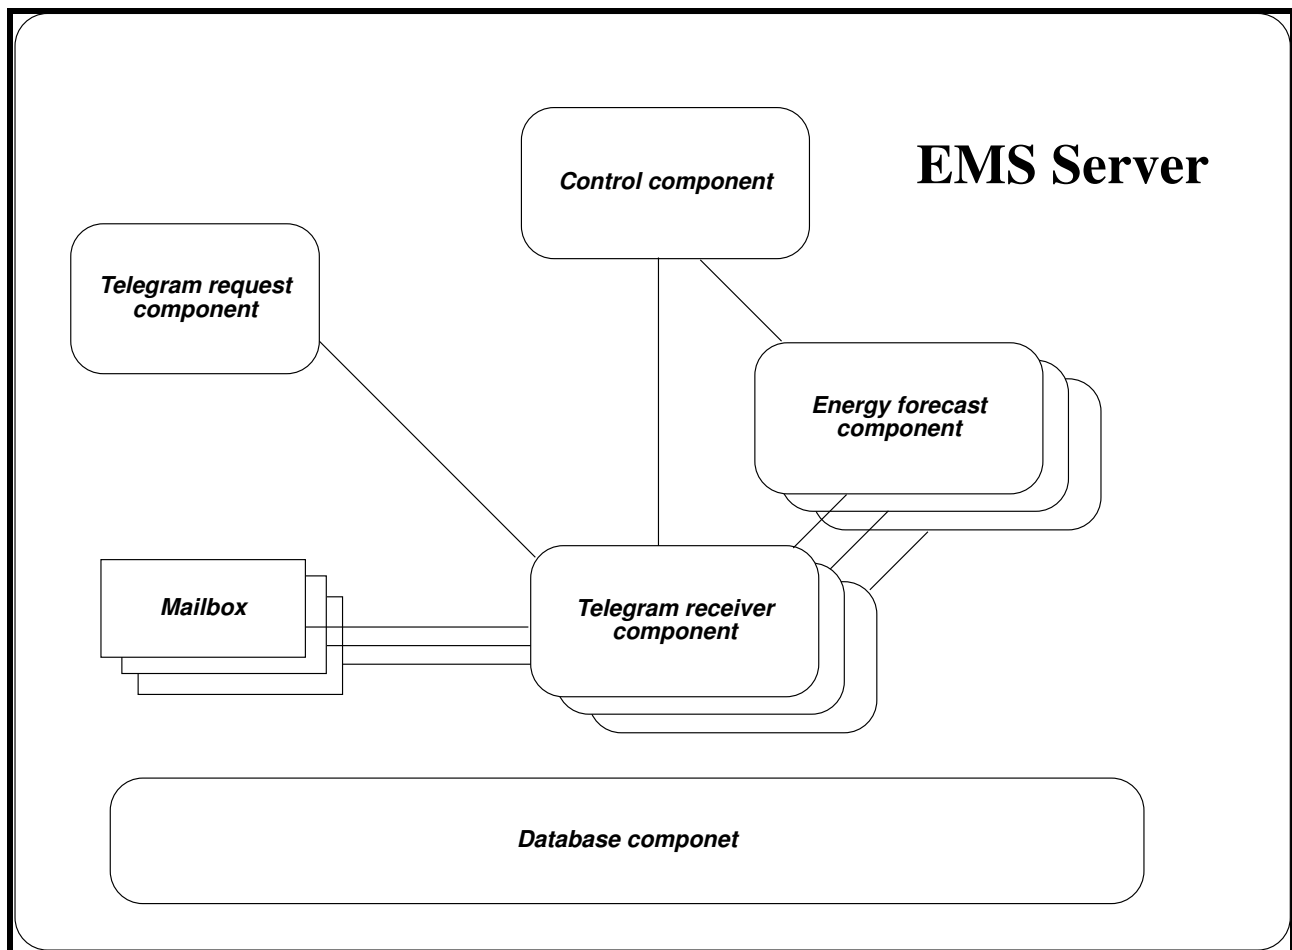 EMS Server
Control component
Telegram request
component
Energy forecast
component
Mailbox
Telegram receiver
component
Database componet